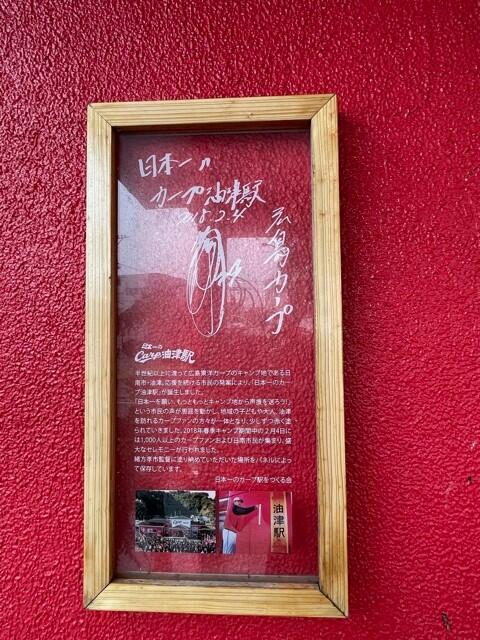 日本一の
カープ油津駅
2018.2.4
広島カープ
日本一の
Carp油津駅
半世紀以上に渡って広島東洋カープのキャンプ地である日
南市・油津。応援を続ける市民の発案により、「日本一のカー
プ油津駅」が誕生しました。
「日本一を願い、もっともっとキャンプ地から声援を送ろう!」
という市民の声が周囲を動かし、地域の子どもや大人、油津
を訪れるカープファンの方々が一体となり、少しずつ赤く塗
られていきました。2018年春季キャンプ期間中の2月4日に
は1,000人以上のカープファンおよび日南市民が集まり、盛
大なセレモニーが行われました。
緒方孝市監督に塗り納めていただいた場所をパネルによっ
て保存しています。
日本一のカープ駅をつくる会
油津駅